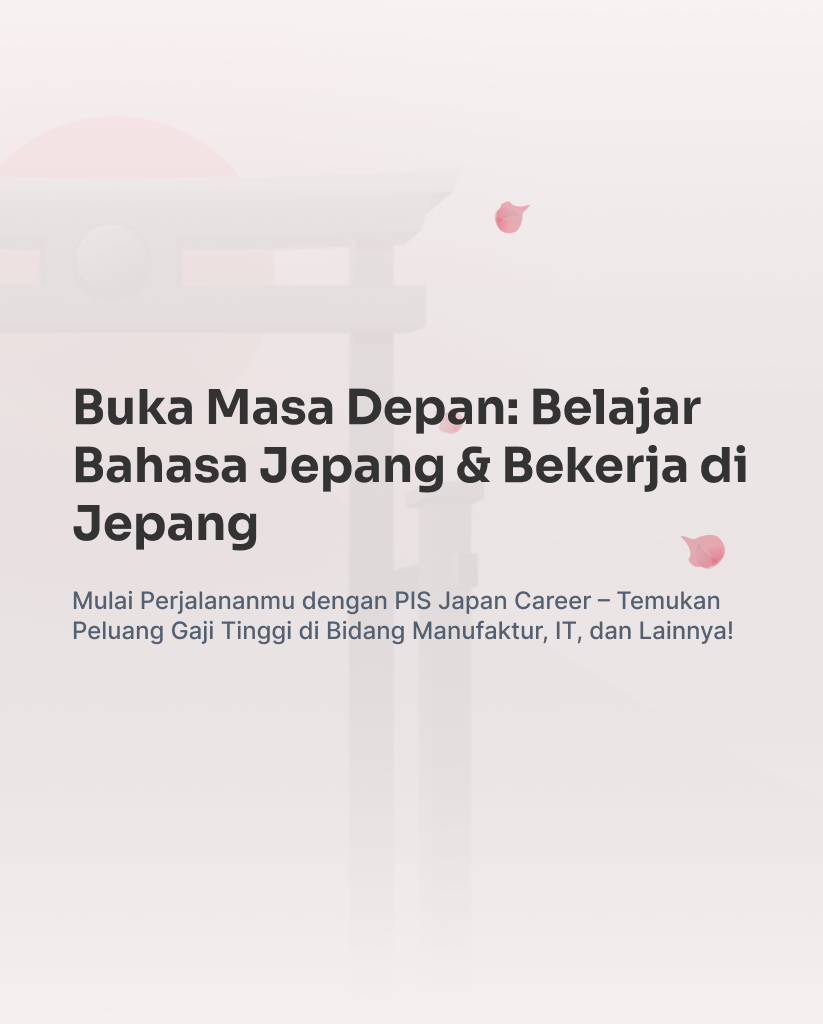 Buka Masa Depan: Belajar
Bahasa Jepang & Bekerja di
Jepang
Mulai Perjalananmu dengan PIS Japan Career – Temukan
Peluang Gaji Tinggi di Bidang Manufaktur, IT, dan Lainnya!